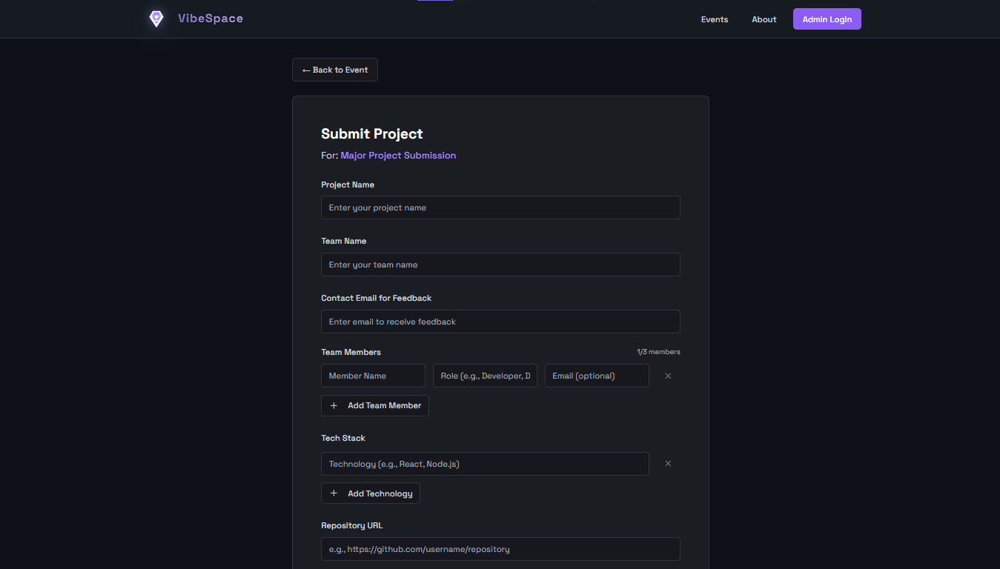 VibeSpace
Events About Admin Login
← Back to Event
Submit Project
For: Major Project Submission
Project Name
Enter your project name
Team Name
Enter your team name
Contact Email for Feedback
Enter email to receive feedback
Team Members 1/3 members
Member Name Role (e.g., Developer, D Email (optional) ×
+ Add Team Member
Tech Stack
Technology (e.g., React, Node.js) ×
+ Add Technology
Repository URL
e.g., https://github.com/username/repository